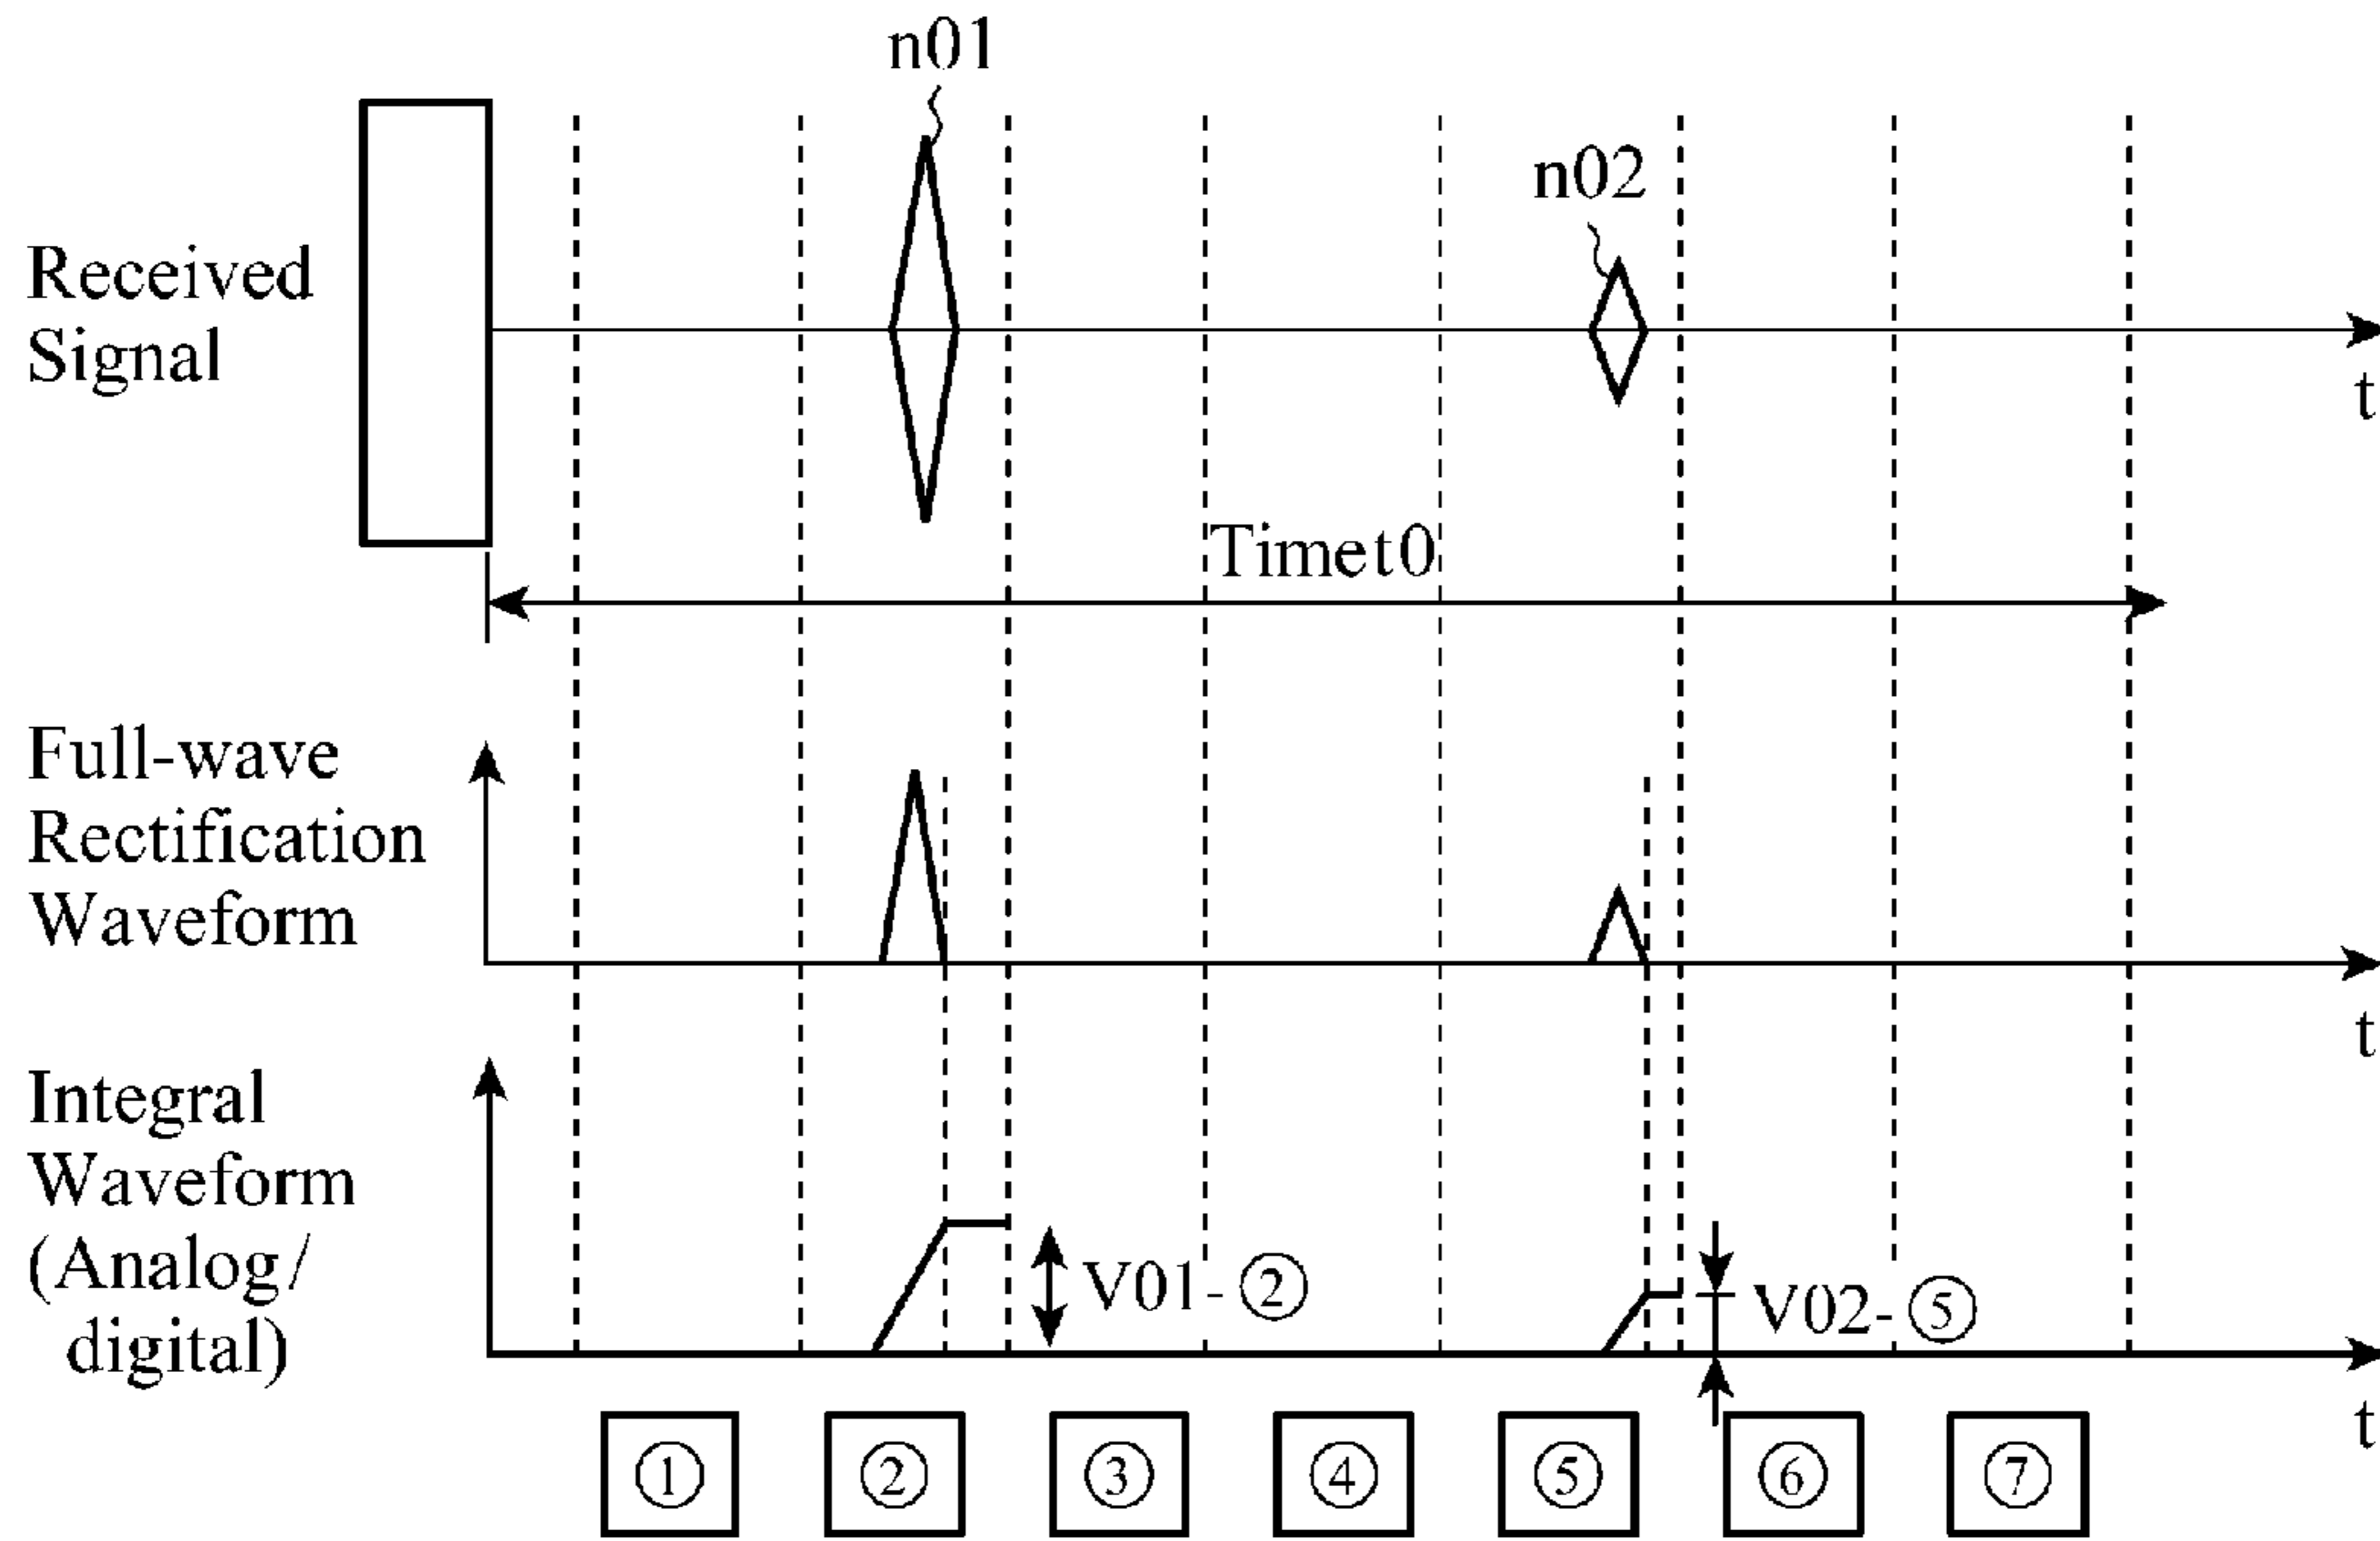 n01
n02
Received
Signal
t
Timet0
Full-wave
Rectification
Waveform
t
Integral
Waveform
(Analog/
digital)
V01-②
V02-⑤
t
① ② ③ ④ ⑤ ⑥ ⑦